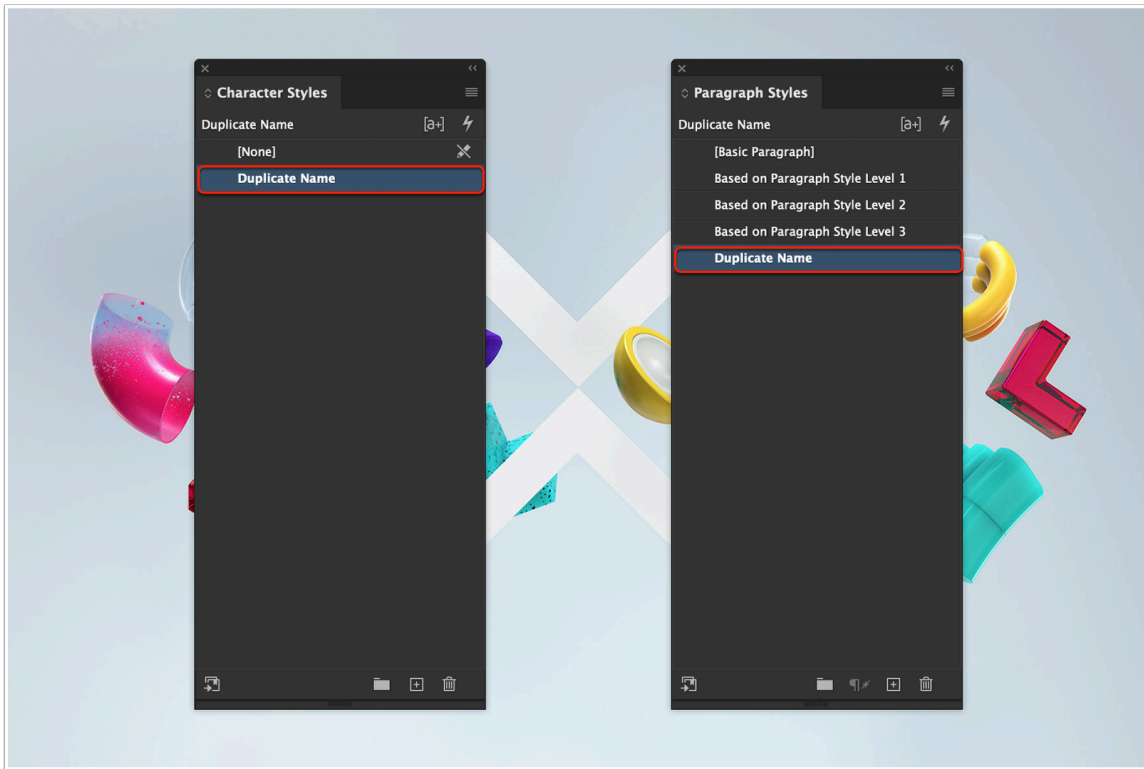 Character Styles
Duplicate Name [a+]
[None]
Duplicate Name
Paragraph Styles
Duplicate Name [a+]
[Basic Paragraph]
Based on Paragraph Style Level 1
Based on Paragraph Style Level 2
Based on Paragraph Style Level 3
Duplicate Name